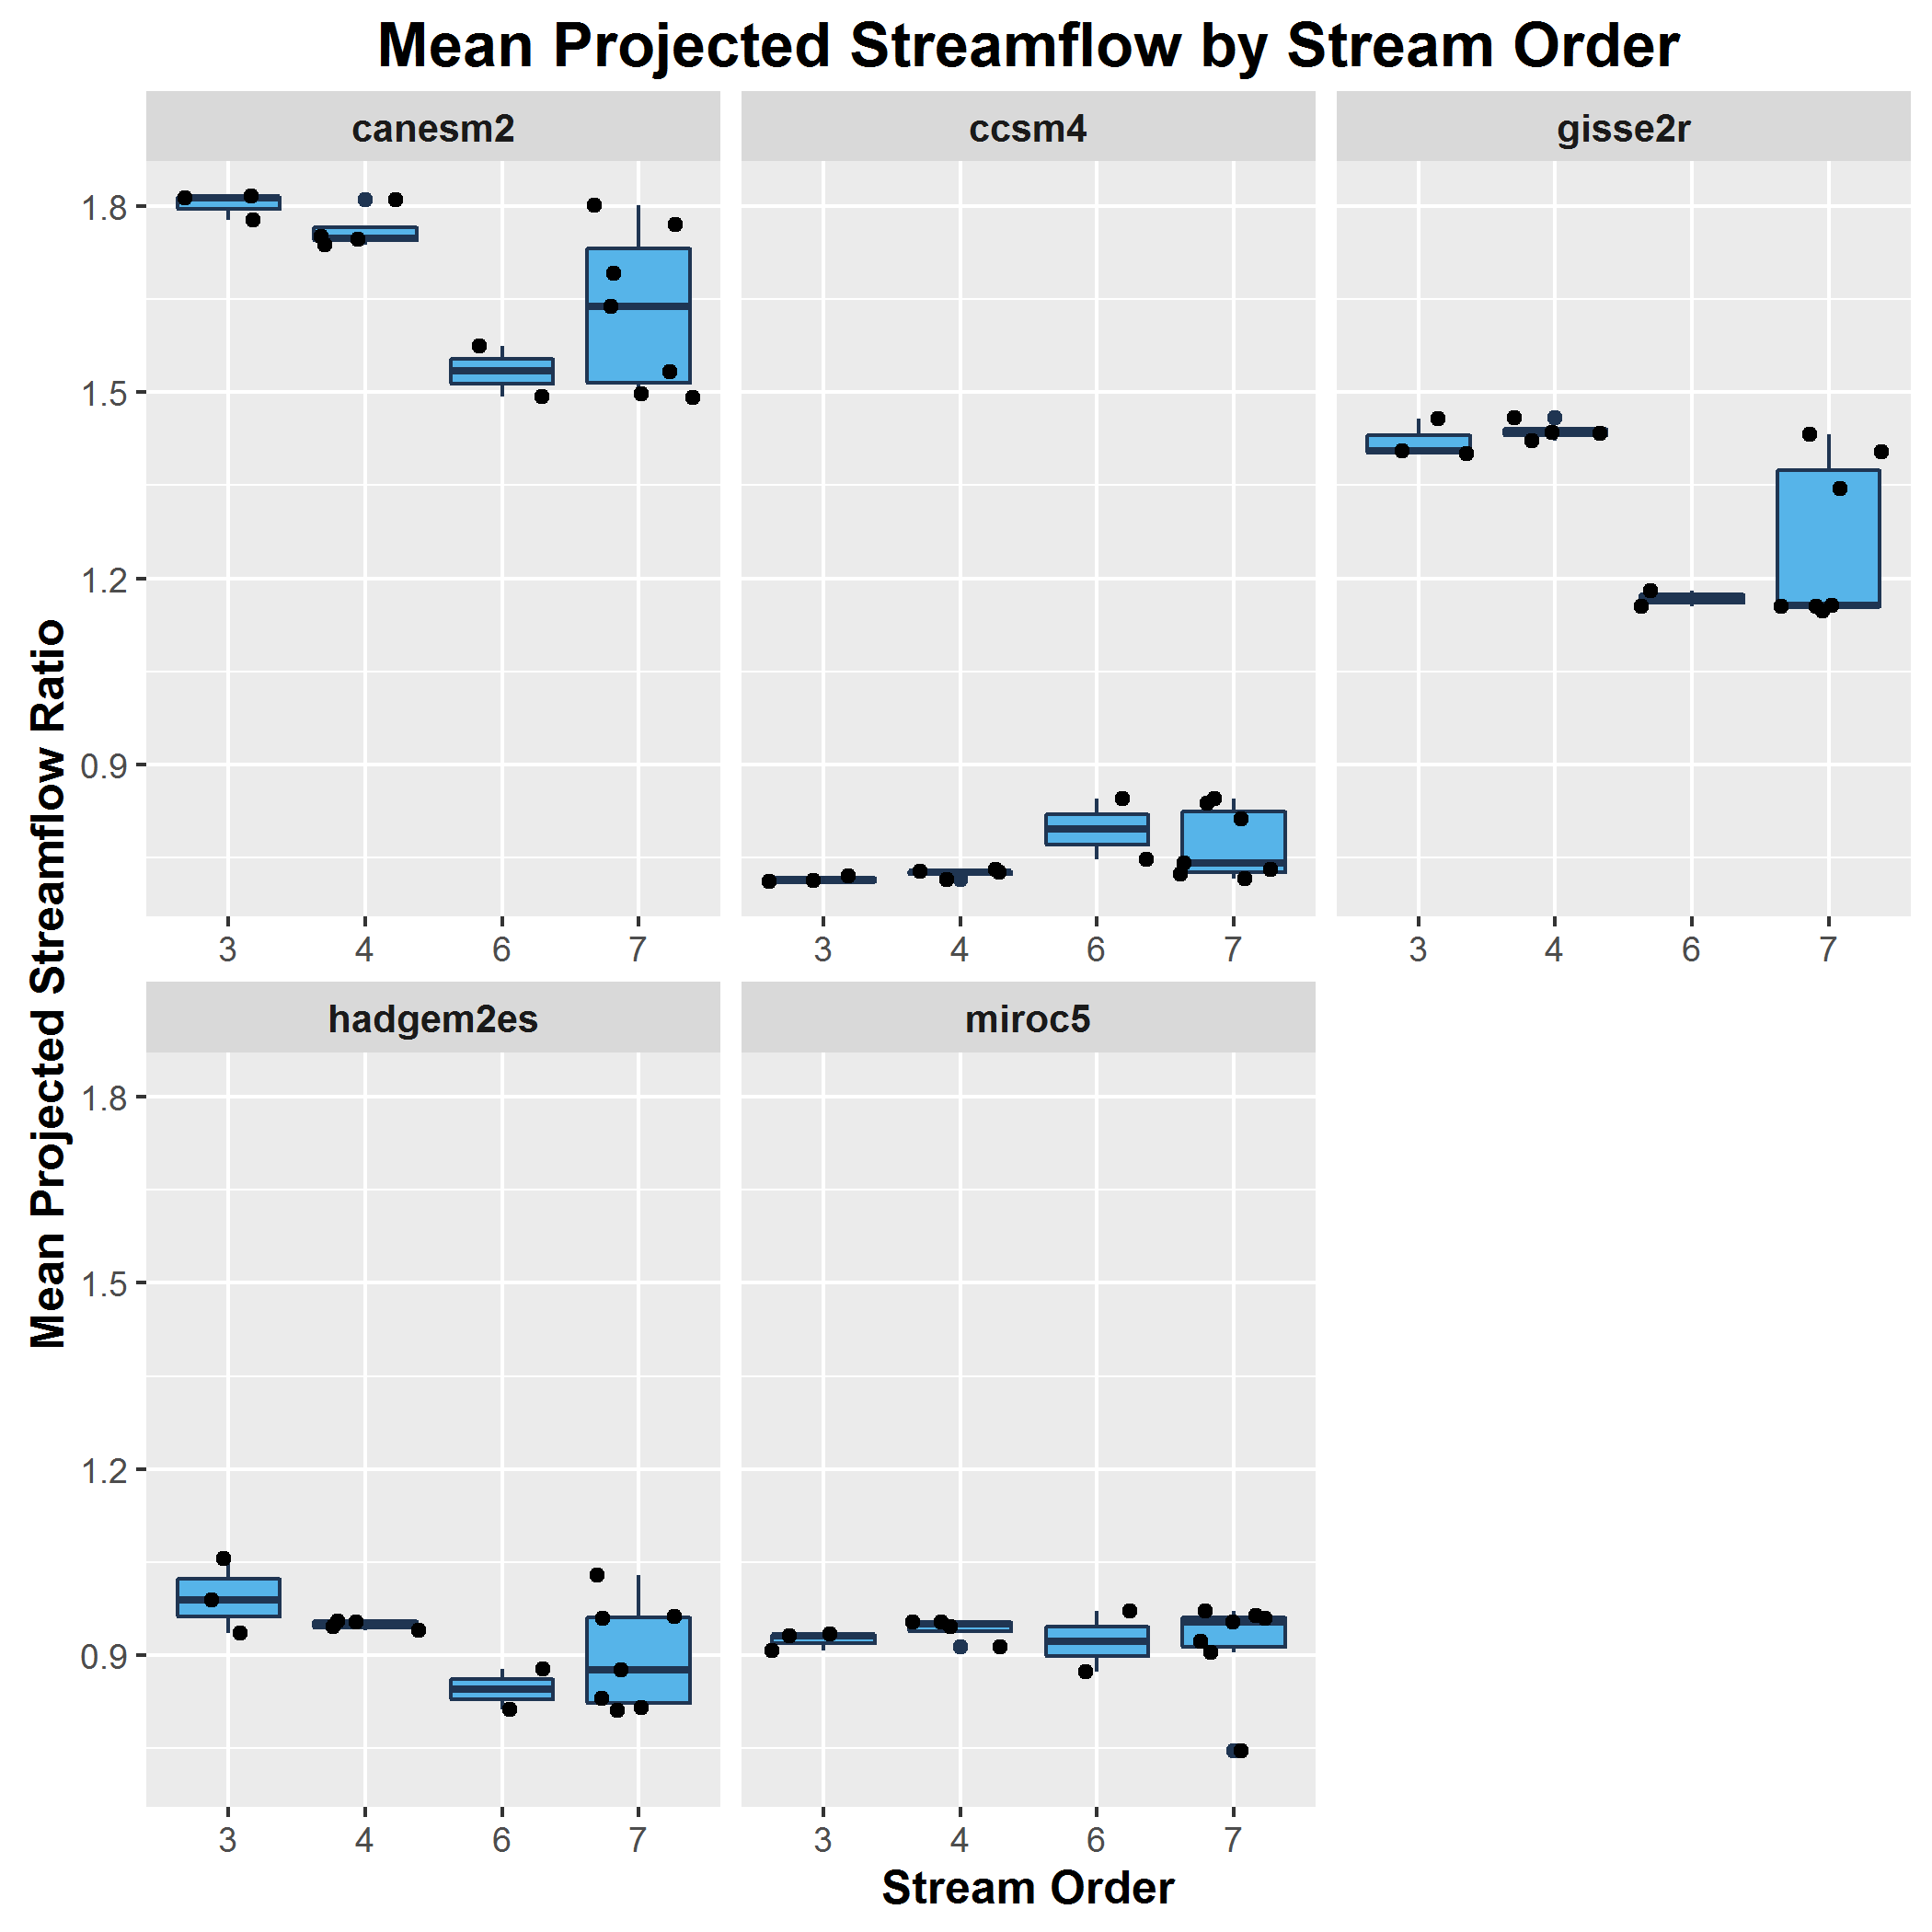 Mean Projected Streamflow by Stream Order
canesm2 ccsm4 gisse2r
1.8
1.5
1.2
0.9
3 4 6 7 3 4 6 7 3 4 6 7
Mean Projected Streamflow Ratio
hadgem2es miroc5
1.8
1.5
1.2
0.9
3 4 6 7 3 4 6 7
Stream Order